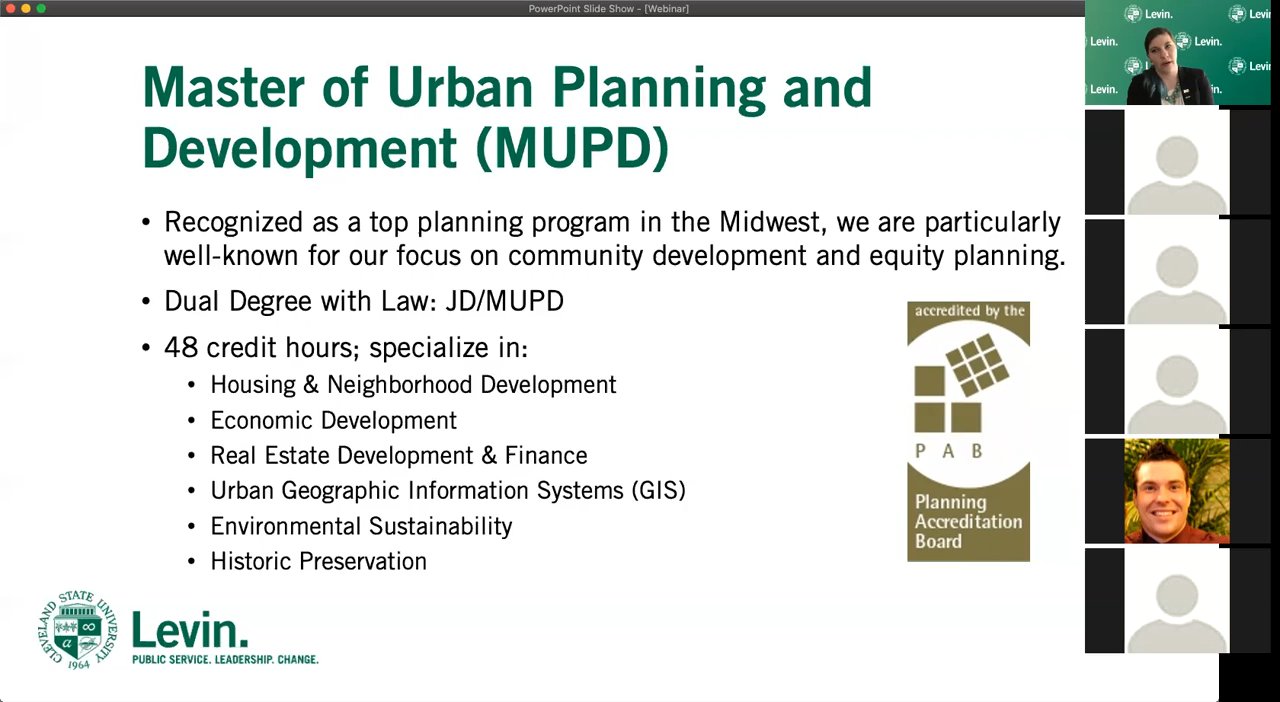 PowerPoint Slide Show - [Webinar]
Master of Urban Planning and
Development (MUPD)
• Recognized as a top planning program in the Midwest, we are particularly
well-known for our focus on community development and equity planning.
• Dual Degree with Law: JD/MUPD
• 48 credit hours; specialize in:
• Housing & Neighborhood Development
• Economic Development
• Real Estate Development & Finance
• Urban Geographic Information Systems (GIS)
• Environmental Sustainability
• Historic Preservation
accredited by the
P A B
Planning
Accreditation
Board
CLEVELAND STATE UNIVERSITY
1964
Levin.
PUBLIC SERVICE. LEADERSHIP. CHANGE.
Levin.
Levin.
Levin.
Levin.